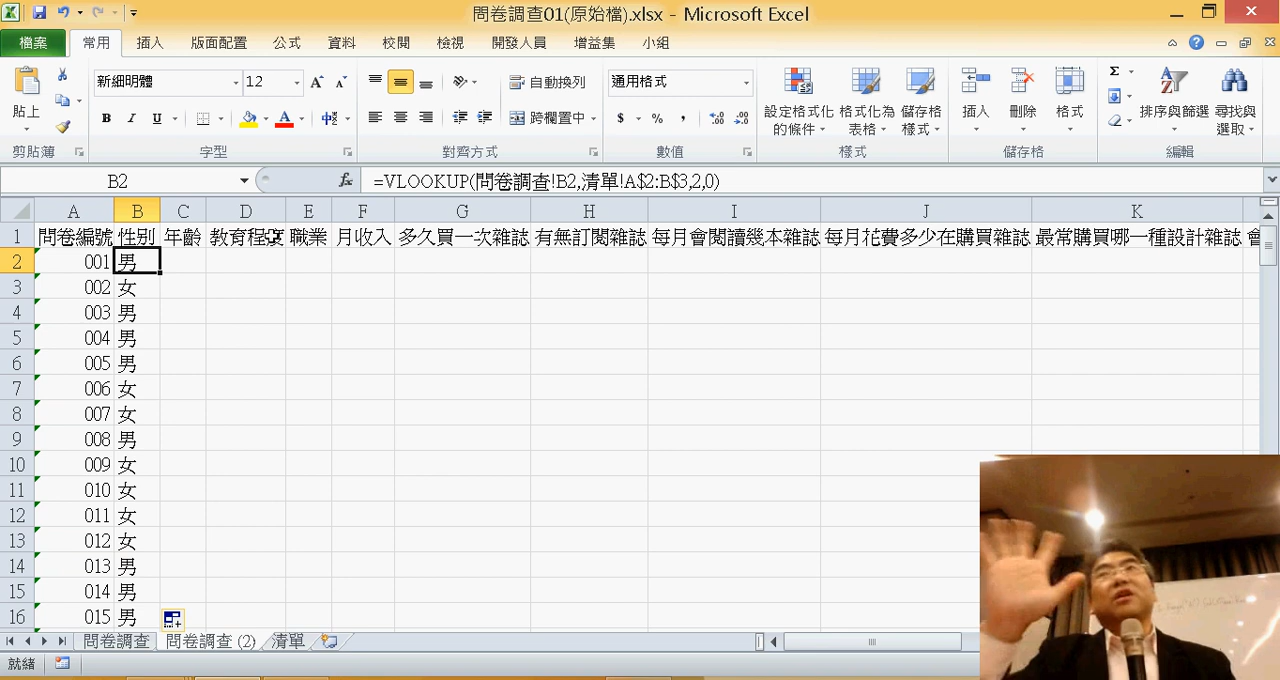 問卷調查01(原始檔).xlsx - Microsoft Excel
檔案 常用 插入 版面配置 公式 資料 校閱 檢視 開發人員 增益集 小組
新細明體 12 自動換列 通用格式
貼上 跨欄置中 設定格式化的條件 格式化為表格 儲存格樣式 插入 刪除 格式 排序與篩選 尋找與選取
剪貼簿 字型 對齊方式 數值 樣式 儲存格 編輯
B2 fx =VLOOKUP(問卷調查!B2,清單!A$2:B$3,2,0)
A B C D E F G H I J K
1 問卷編號 性別 年齡 教育程度 職業 月收入 多久買一次雜誌 有無訂閱雜誌 每月會閱讀幾本雜誌 每月花費多少在購買雜誌 最常購買哪一種設計雜誌 會
2 001 男
3 002 女
4 003 男
5 004 男
6 005 男
7 006 女
8 007 女
9 008 男
10 009 女
11 010 女
12 011 女
13 012 女
14 013 男
15 014 男
16 015 男
問卷調查 問卷調查 (2) 清單
就緒